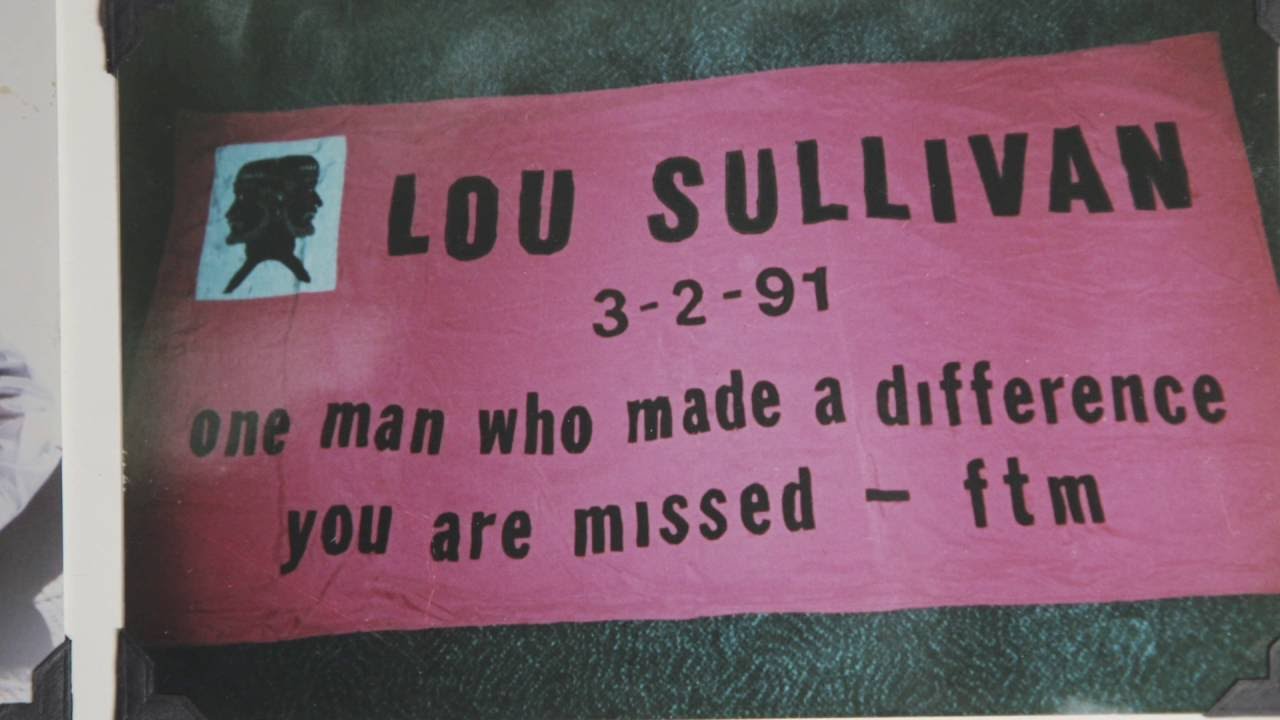 LOU SULLIVAN
3-2-91
one man who made a difference
you are missed - ftm